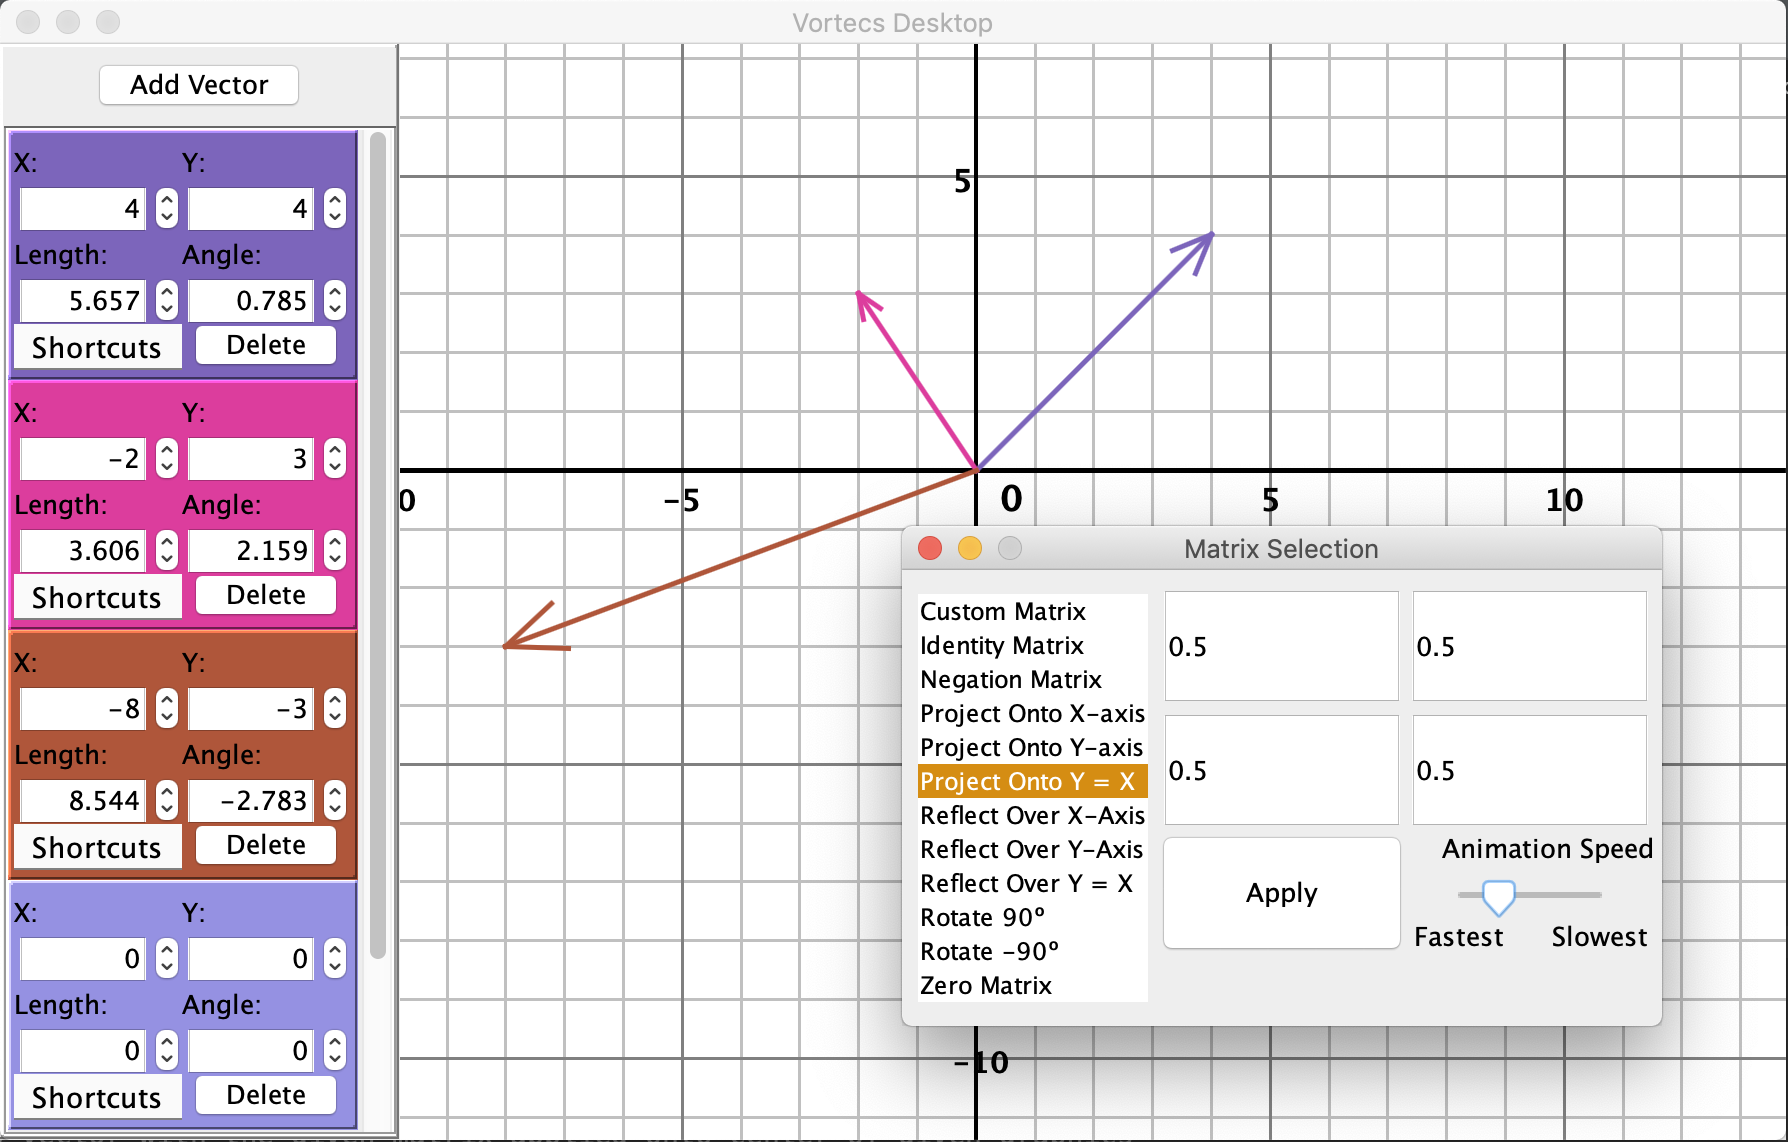 Vortecs Desktop
Add Vector
X: Y:
4 4
Length: Angle:
5.657 0.785
Shortcuts Delete
X: Y:
-2 3
Length: Angle:
3.606 2.159
Shortcuts Delete
X: Y:
-8 -3
Length: Angle:
8.544 -2.783
Shortcuts Delete
X: Y:
0 0
Length: Angle:
0 0
Shortcuts Delete
5
0 -5 0 5 10
-10
Matrix Selection
Custom Matrix
Identity Matrix
Negation Matrix
Project Onto X-axis
Project Onto Y-axis
Project Onto Y = X
Reflect Over X-Axis
Reflect Over Y-Axis
Reflect Over Y = X
Rotate 90º
Rotate -90º
Zero Matrix
0.5 0.5
0.5 0.5
Apply
Animation Speed
Fastest Slowest